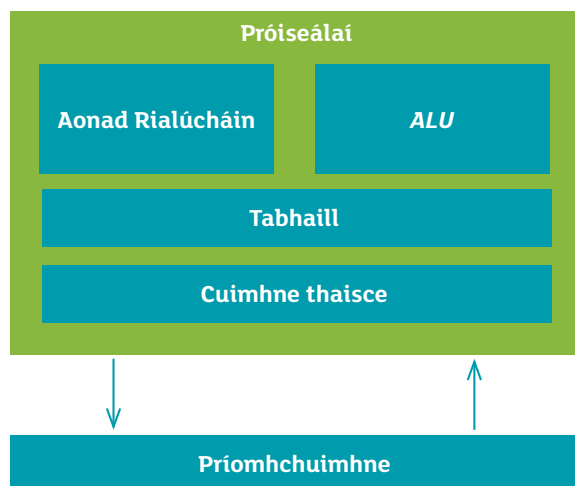 Próiseálaí
Aonad Rialúcháin
ALU
Tabhaill
Cuimhne thaisce
Príomhchuimhne